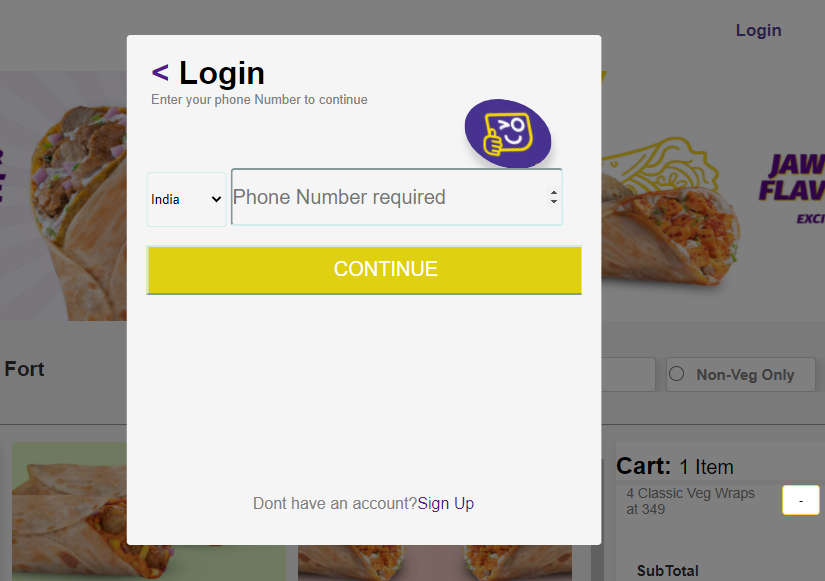 Login
< Login
Enter your phone Number to continue
India
Phone Number required
CONTINUE
JAW
FLAV
EXCI
Fort
Non-Veg Only
Cart: 1 Item
4 Classic Veg Wraps
at 349
-
SubTotal
Dont have an account?Sign Up